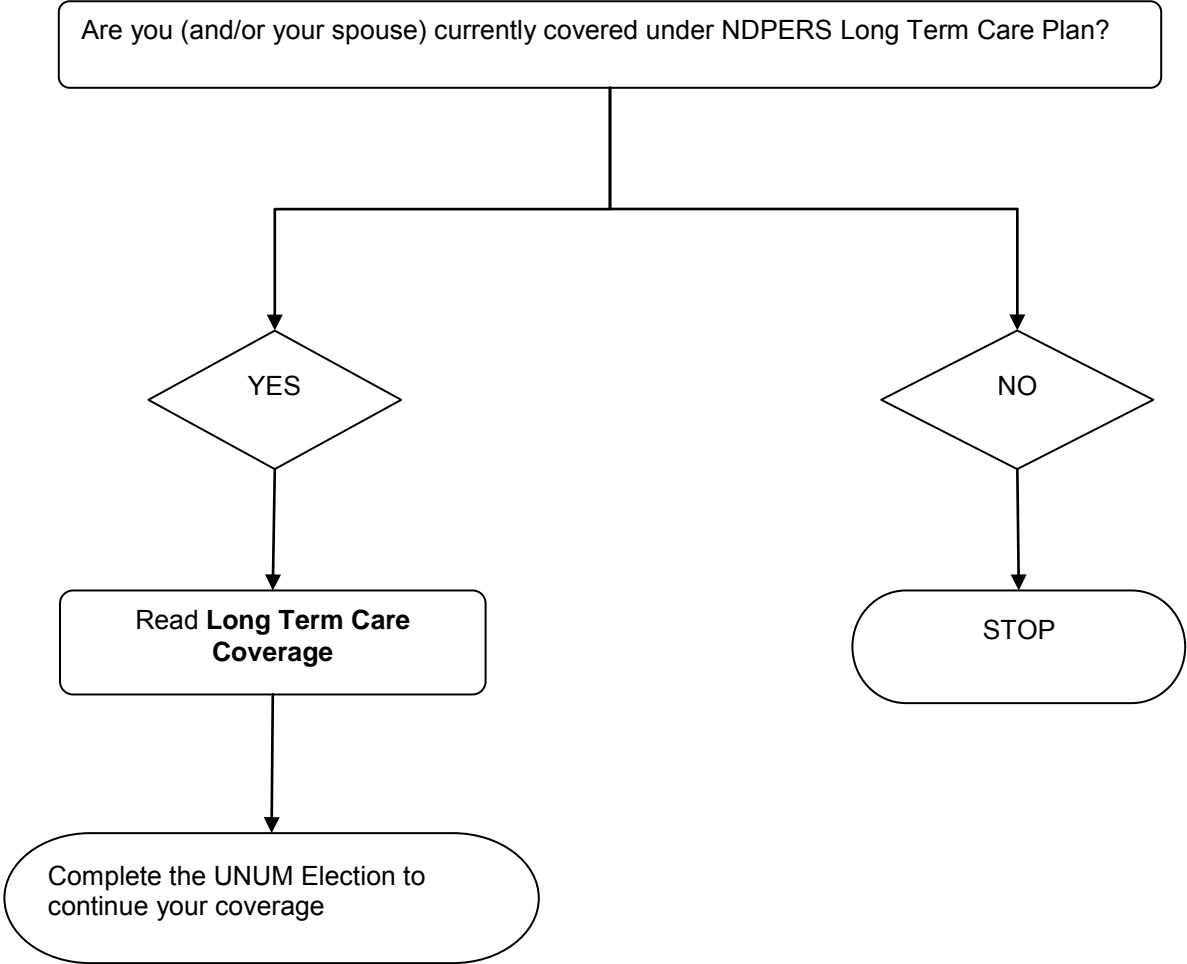 Are you (and/or your spouse) currently covered under NDPERS Long Term Care Plan?
YES
NO
Read Long Term Care
Coverage
STOP
Complete the UNUM Election to
continue your coverage